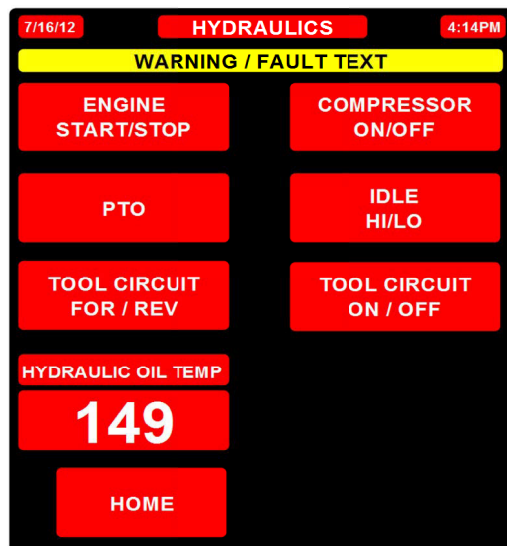 7/16/12 HYDRAULICS 4:14PM
WARNING / FAULT TEXT
ENGINE
START/STOP
COMPRESSOR
ON/OFF
PTO
IDLE
HI/LO
TOOL CIRCUIT
FOR / REV
TOOL CIRCUIT
ON / OFF
HYDRAULIC OIL TEMP
149
HOME